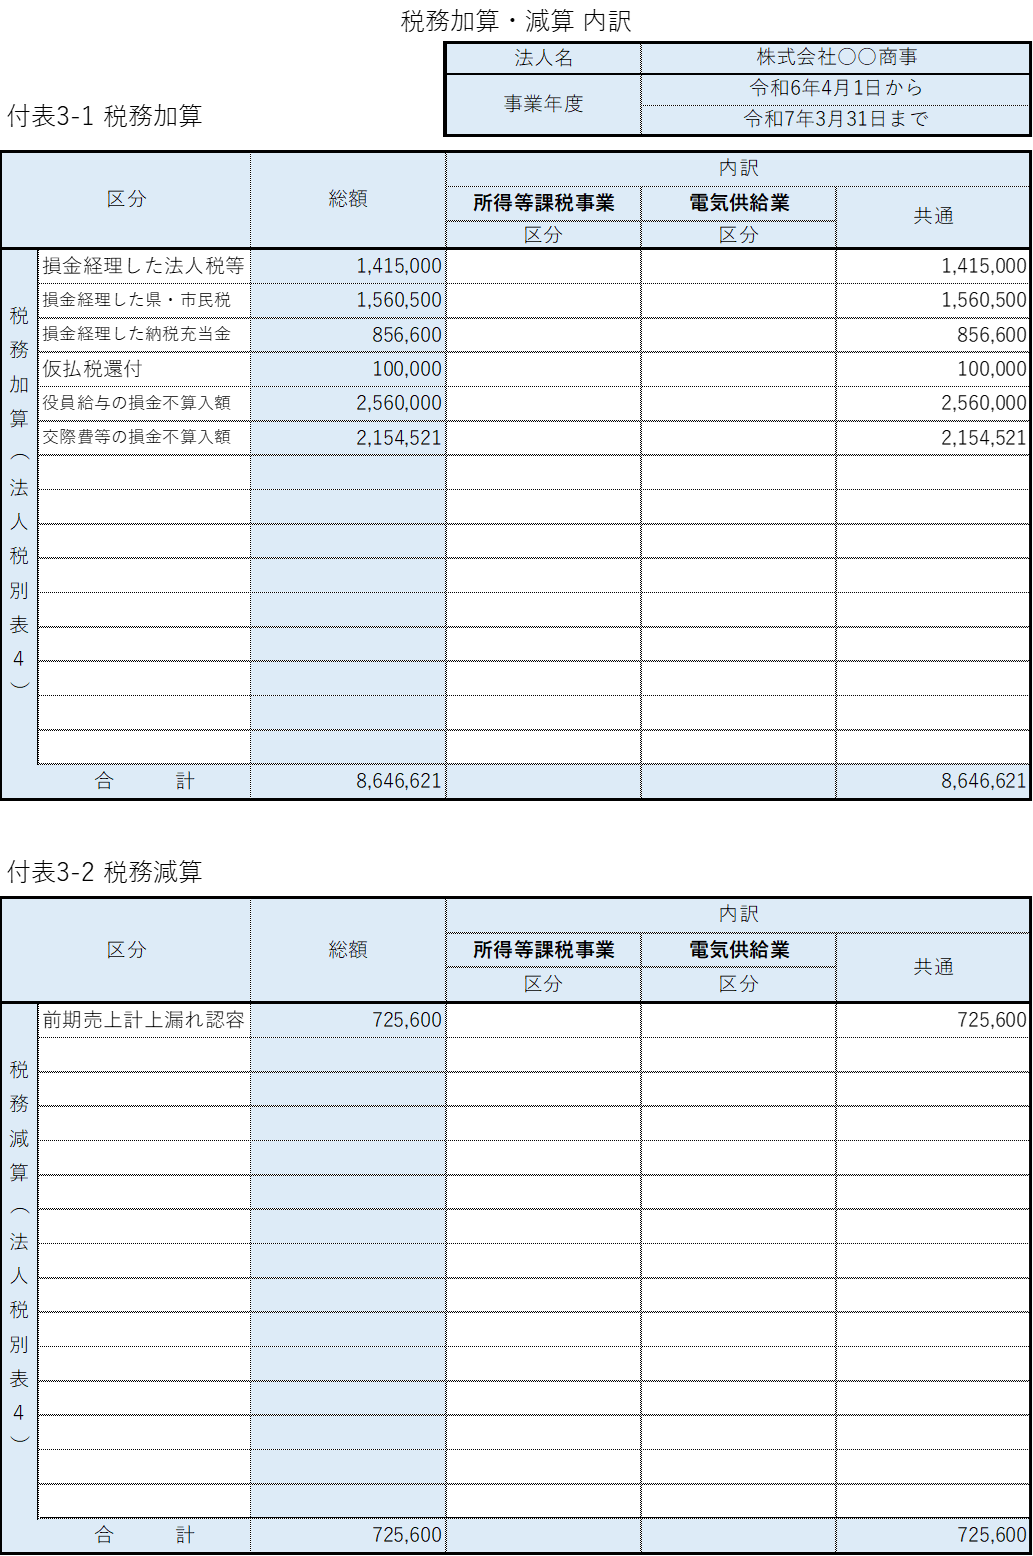 税務加算・減算 内訳
法人名 株式会社〇〇商事
事業年度 令和6年4月1日から
令和7年3月31日まで
付表3-1 税務加算
区分 総額 内訳
所得等課税事業 電気供給業 共通
区分 区分
税務加算（法人税別表4）
損金経理した法人税等 1,415,000 1,415,000
損金経理した県・市民税 1,560,500 1,560,500
損金経理した納税充当金 856,600 856,600
仮払税還付 100,000 100,000
役員給与の損金不算入額 2,560,000 2,560,000
交際費等の損金不算入額 2,154,521 2,154,521
合計 8,646,621 8,646,621
付表3-2 税務減算
区分 総額 内訳
所得等課税事業 電気供給業 共通
区分 区分
税務減算（法人税別表4）
前期売上計上漏れ認容 725,600 725,600
合計 725,600 725,600